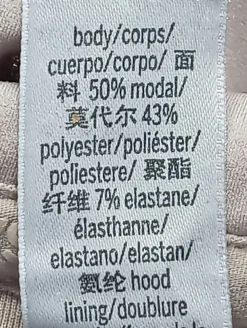 body/corps/
cuerpo/corpo/ 面
料 50% modal/
莫代尔 43%
polyester/poliéster/
poliestere/ 聚酯
纤维 7% elastane/
élasthanne/
elastano/elastan/
氨纶 hood
lining/doublure